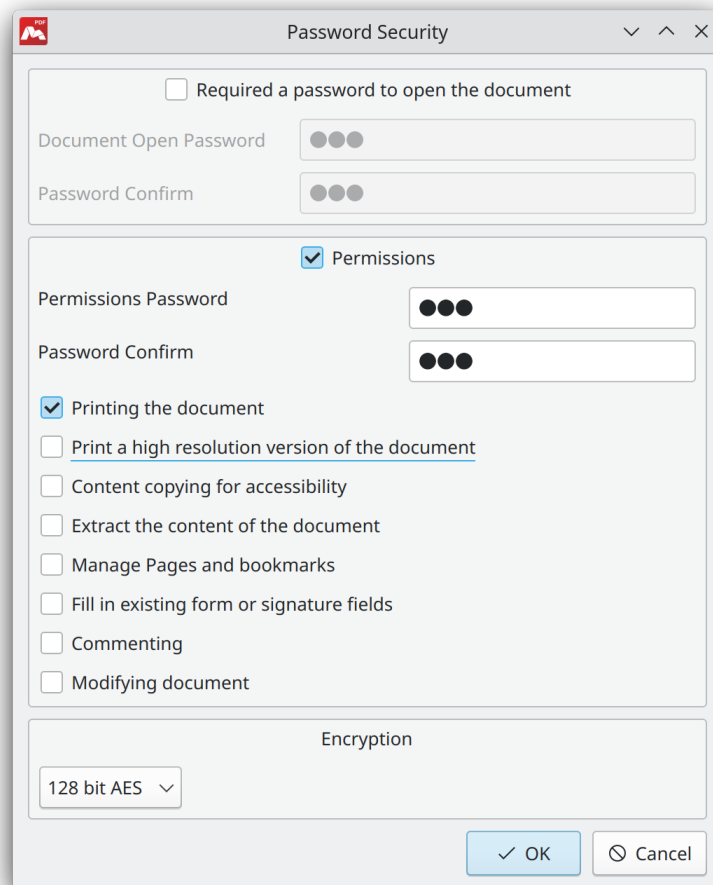 PDF
Password Security
Required a password to open the document
Document Open Password
Password Confirm
Permissions
Permissions Password
Password Confirm
Printing the document
Print a high resolution version of the document
Content copying for accessibility
Extract the content of the document
Manage Pages and bookmarks
Fill in existing form or signature fields
Commenting
Modifying document
Encryption
128 bit AES
OK
Cancel